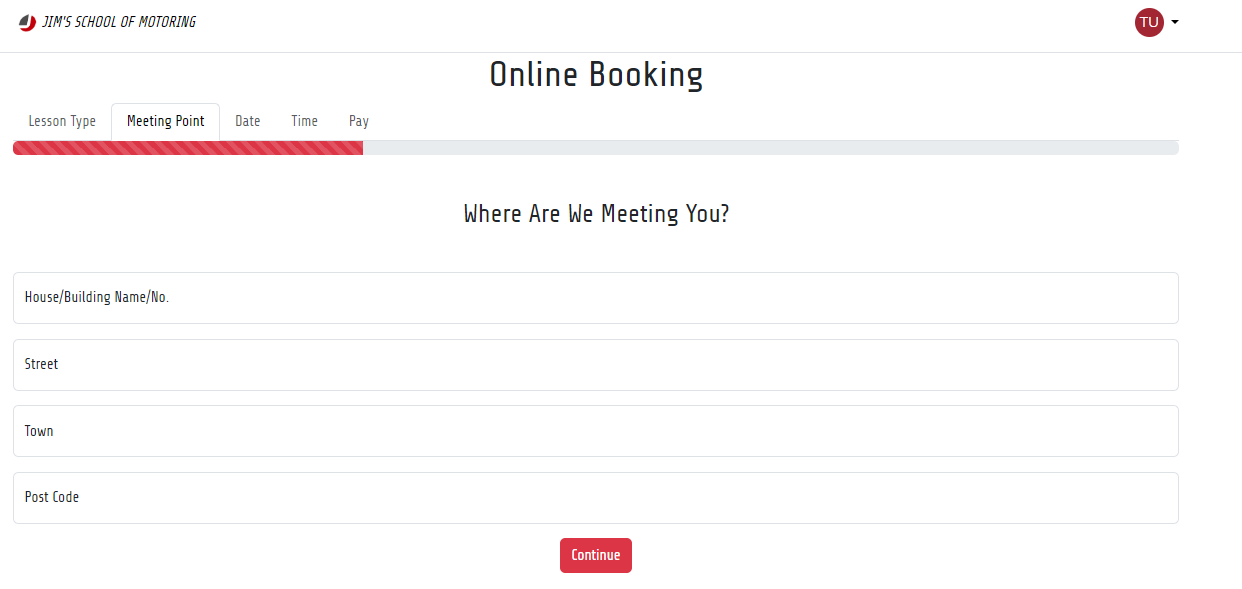 JIM'S SCHOOL OF MOTORING
TU
Online Booking
Lesson Type Meeting Point Date Time Pay
Where Are We Meeting You?
House/Building Name/No.
Street
Town
Post Code
Continue